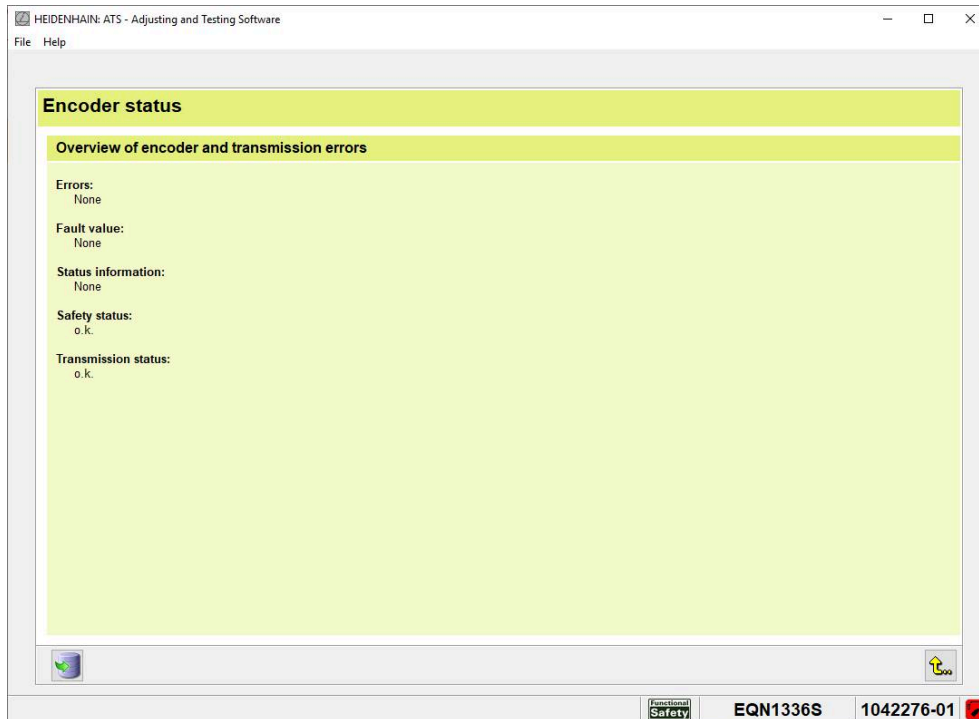 HEIDENHAIN: ATS - Adjusting and Testing Software
File Help
Encoder status
Overview of encoder and transmission errors
Errors:
None
Fault value:
None
Status information:
None
Safety status:
o.k.
Transmission status:
o.k.
Functional
Safety
EQN1336S
1042276-01